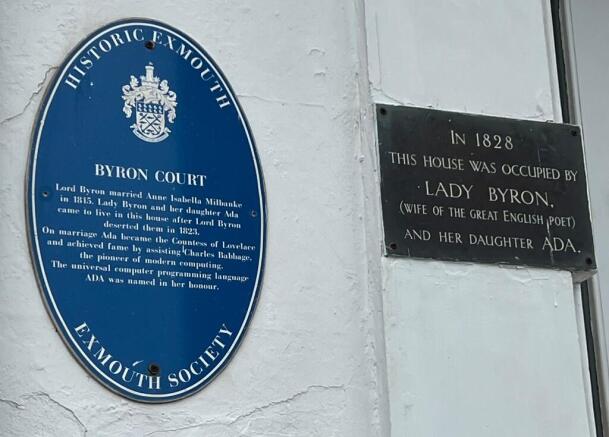 HISTORIC EXMOUTH
BYRON COURT
Lord Byron married Anne Isabella Milbanke
in 1815. Lady Byron and her daughter Ada
came to live in this house after Lord Byron
deserted them in 1823.
On marriage Ada became the Countess of Lovelace
and achieved fame by assisting Charles Babbage,
the pioneer of modern computing.
The universal computer programming language
ADA was named in her honour.
EXMOUTH SOCIETY
IN 1828
THIS HOUSE WAS OCCUPIED BY
LADY BYRON,
(WIFE OF THE GREAT ENGLISH POET)
AND HER DAUGHTER ADA.